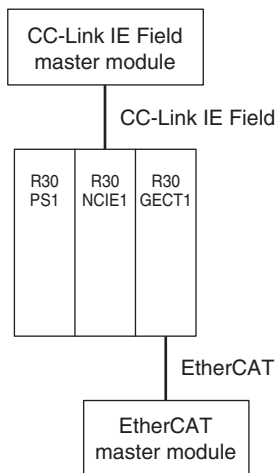 CC-Link IE Field
master module
CC-Link IE Field
R30 R30 R30
PS1 NCIE1 GECT1
EtherCAT
EtherCAT
master module